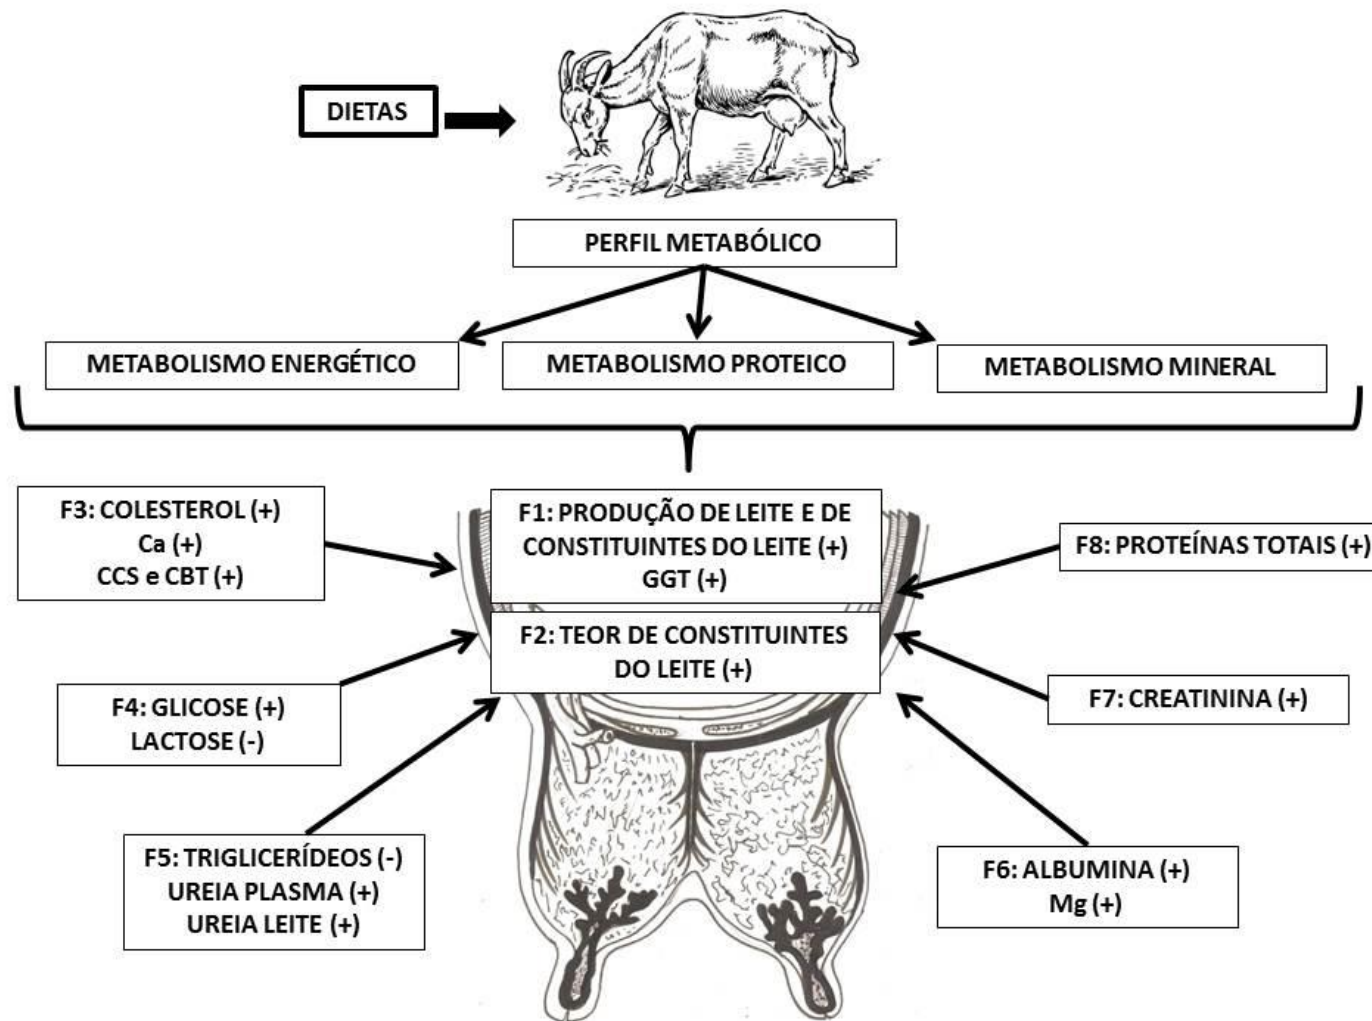 DIETAS
PERFIL METABÓLICO
METABOLISMO ENERGÉTICO
METABOLISMO PROTEICO
METABOLISMO MINERAL
F3: COLESTEROL (+)
Ca (+)
CCS e CBT (+)
F1: PRODUÇÃO DE LEITE E DE
CONSTITUINTES DO LEITE (+)
GGT (+)
F8: PROTEÍNAS TOTAIS (+)
F2: TEOR DE CONSTITUINTES
DO LEITE (+)
F4: GLICOSE (+)
LACTOSE (-)
F7: CREATININA (+)
F5: TRIGLICERÍDEOS (-)
UREIA PLASMA (+)
UREIA LEITE (+)
F6: ALBUMINA (+)
Mg (+)